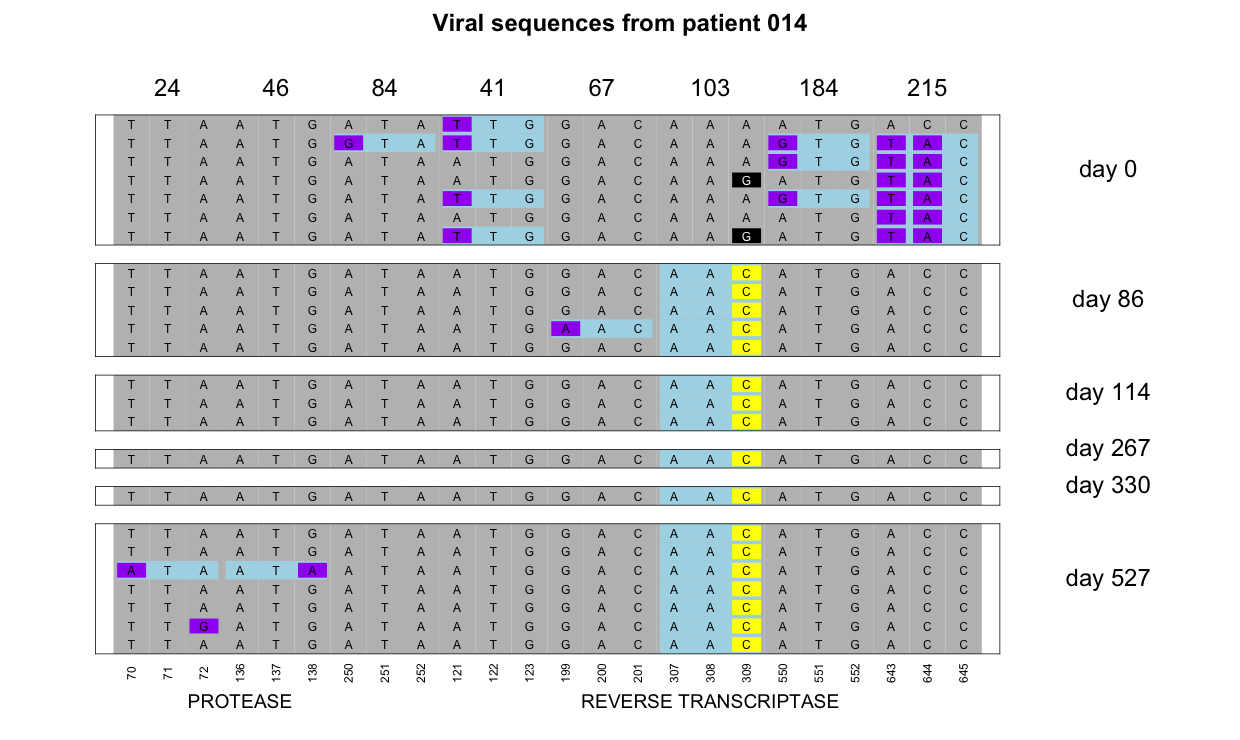 Viral sequences from patient 014
24 46 84 41 67 103 184 215
T T A A T G A T A T T G G A C A A A A T G A C C
T T A A T G G T A T T G G A C A A A G T G T A C
T T A A T G A T A A T G G A C A A A G T G T A C
T T A A T G A T A A T G G A C A A G A T G T A C
T T A A T G A T A T T G G A C A A A G T G T A C
T T A A T G A T A A T G G A C A A A A T G T A C
T T A A T G A T A T T G G A C A A G A T G T A C
day 0
T T A A T G A T A A T G G A C A A C A T G A C C
T T A A T G A T A A T G G A C A A C A T G A C C
T T A A T G A T A A T G G A C A A C A T G A C C
T T A A T G A T A A T G A A C A A C A T G A C C
T T A A T G A T A A T G G A C A A C A T G A C C
day 86
T T A A T G A T A A T G G A C A A C A T G A C C
T T A A T G A T A A T G G A C A A C A T G A C C
T T A A T G A T A A T G G A C A A C A T G A C C
day 114
T T A A T G A T A A T G G A C A A C A T G A C C
day 267
T T A A T G A T A A T G G A C A A C A T G A C C
day 330
T T A A T G A T A A T G G A C A A C A T G A C C
T T A A T G A T A A T G G A C A A C A T G A C C
A T A A T A A T A A T G G A C A A C A T G A C C
T T A A T G A T A A T G G A C A A C A T G A C C
T T A A T G A T A A T G G A C A A C A T G A C C
T T G A T G A T A A T G G A C A A C A T G A C C
T T A A T G A T A A T G G A C A A C A T G A C C
day 527
70 71 72 136 137 138 250 251 252 121 122 123 199 200 201 307 308 309 550 551 552 643 644 645
PROTEASE REVERSE TRANSCRIPTASE